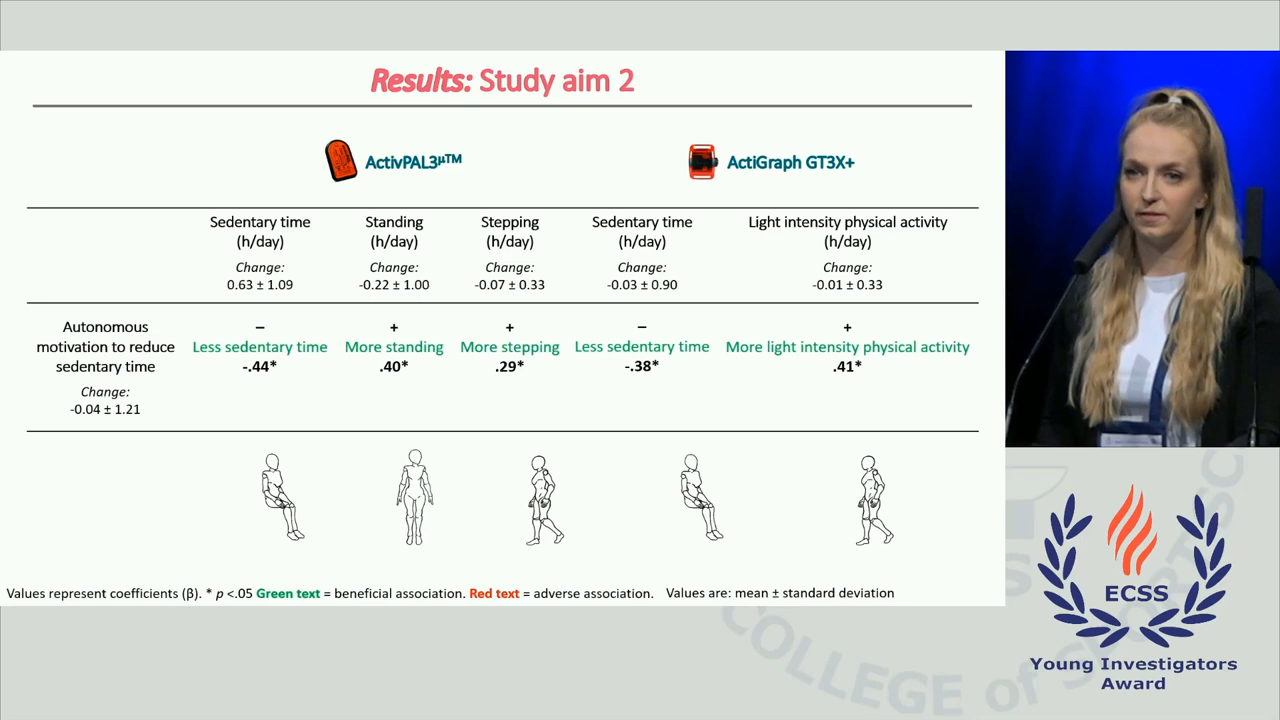 Results: Study aim 2
ActivPAL3µTM
ActiGraph GT3X+
Sedentary time
(h/day)
Change:
0.63 ± 1.09
Standing
(h/day)
Change:
-0.22 ± 1.00
Stepping
(h/day)
Change:
-0.07 ± 0.33
Sedentary time
(h/day)
Change:
-0.03 ± 0.90
Light intensity physical activity
(h/day)
Change:
-0.01 ± 0.33
Autonomous
motivation to reduce
sedentary time
Change:
-0.04 ± 1.21
–
Less sedentary time
-.44*
+
More standing
.40*
+
More stepping
.29*
–
Less sedentary time
-.38*
+
More light intensity physical activity
.41*
Values represent coefficients (β). * p <.05 Green text = beneficial association. Red text = adverse association. Values are: mean ± standard deviation
ECSS
Young Investigators
Award
COLLEGE of SPORT SC